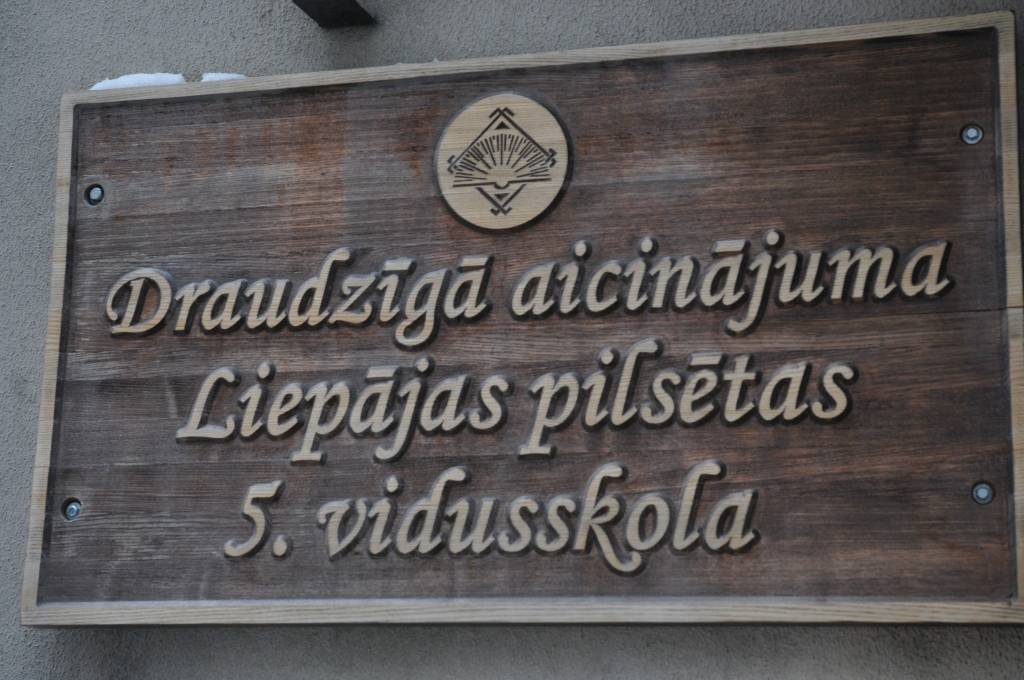 Draudzīgā aicinājuma
Liepājas pilsētas
5. vidusskola